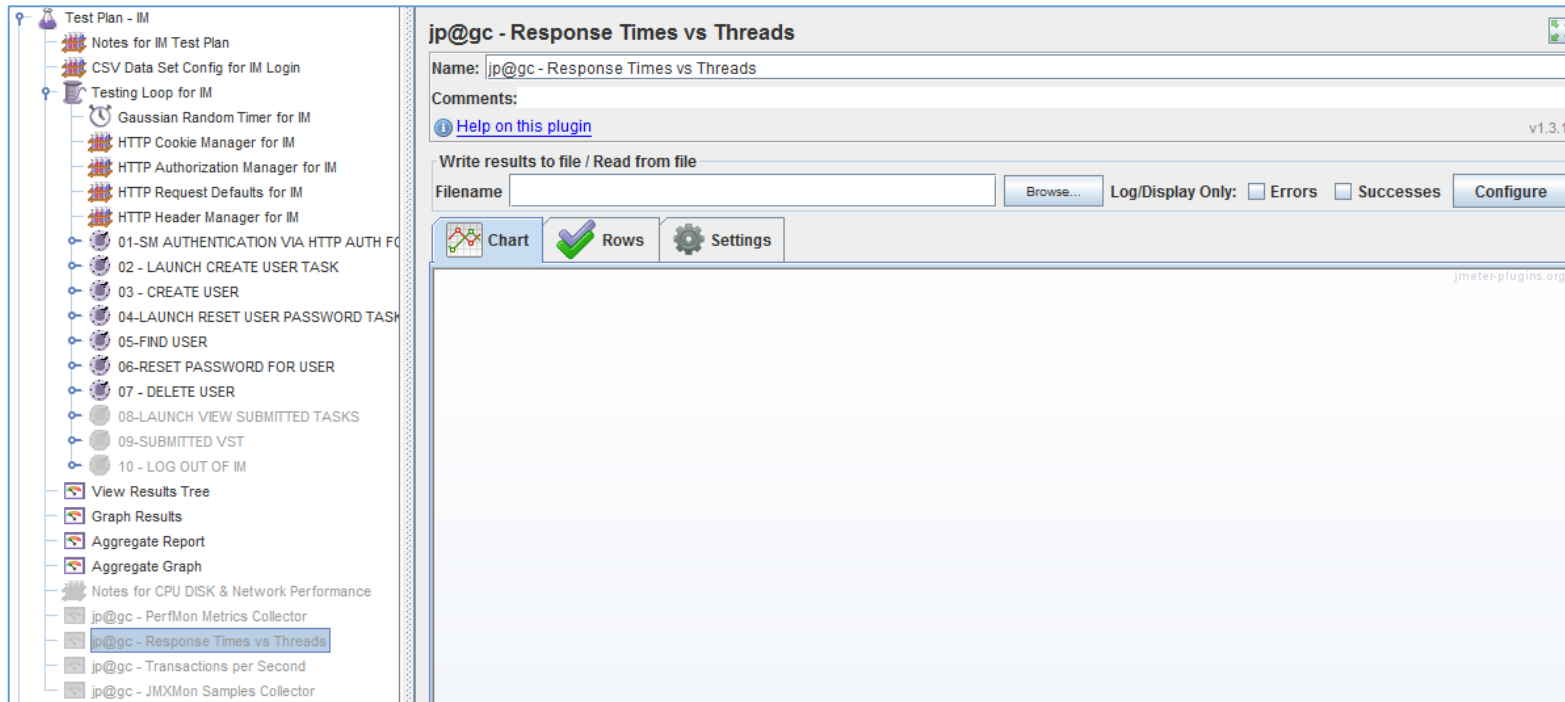 Test Plan - IM
Notes for IM Test Plan
CSV Data Set Config for IM Login
Testing Loop for IM
Gaussian Random Timer for IM
HTTP Cookie Manager for IM
HTTP Authorization Manager for IM
HTTP Request Defaults for IM
HTTP Header Manager for IM
01-SM AUTHENTICATION VIA HTTP AUTH FO
02 - LAUNCH CREATE USER TASK
03 - CREATE USER
04-LAUNCH RESET USER PASSWORD TASK
05-FIND USER
06-RESET PASSWORD FOR USER
07 - DELETE USER
08-LAUNCH VIEW SUBMITTED TASKS
09-SUBMITTED VST
10 - LOG OUT OF IM
View Results Tree
Graph Results
Aggregate Report
Aggregate Graph
Notes for CPU DISK & Network Performance
jp@gc - PerfMon Metrics Collector
jp@gc - Response Times vs Threads
jp@gc - Transactions per Second
jp@gc - JMXMon Samples Collector
jp@gc - Response Times vs Threads
Name: jp@gc - Response Times vs Threads
Comments:
Help on this plugin v1.3.1
Write results to file / Read from file
Filename Browse... Log/Display Only: Errors Successes Configure
Chart Rows Settings
jmeter-plugins.org